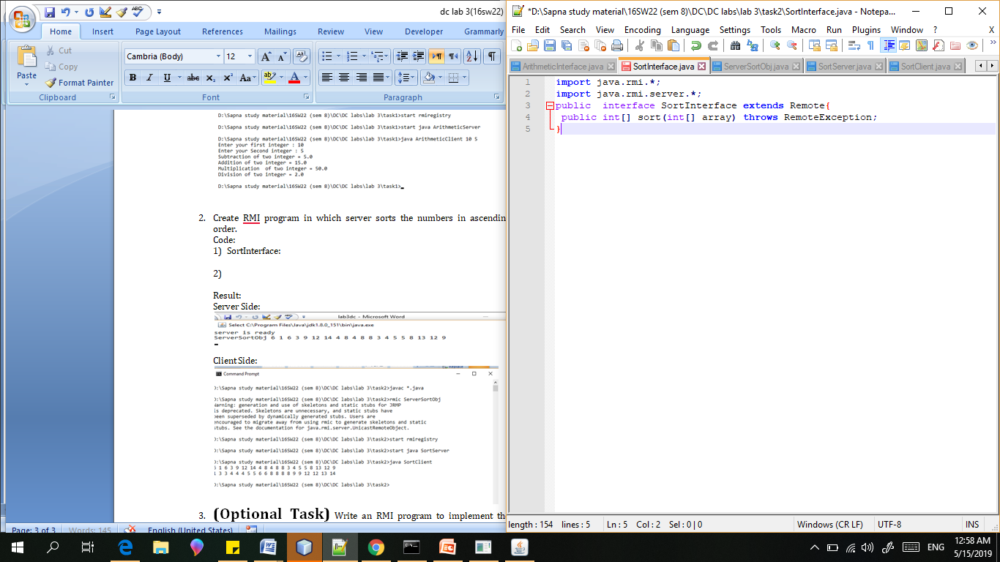 dc lab 3(16sw22)
Home Insert Page Layout References Mailings Review View Developer Grammarly
Paste Cut Copy Format Painter
Cambria (Body) 12
Clipboard Font Paragraph
D:\Sapna study material\16SW22 (sem 8)\DC\DC labs\lab 3\task1>start rmiregistry
D:\Sapna study material\16SW22 (sem 8)\DC\DC labs\lab 3\task1>start java ArithmeticServer
D:\Sapna study material\16SW22 (sem 8)\DC\DC labs\lab 3\task1>java ArithmeticClient 10 5
Enter your first integer : 10
Enter your Second integer : 5
Subtraction of two integer = 5.0
Addition of two integer = 15.0
Multiplication of two integer = 50.0
Division of two integer = 2.0
D:\Sapna study material\16SW22 (sem 8)\DC\DC labs\lab 3\task1>
2. Create RMI program in which server sorts the numbers in ascendin
order.
Code:
1) SortInterface:
2)
Result:
Server Side:
lab3dc - Microsoft Word
Select C:\Program Files\Java\jdk1.8.0_151\bin\java.exe
server is ready
ServerSortObj 6 1 6 3 9 12 14 4 8 4 8 8 3 4 5 5 8 13 12 9
Client Side:
Command Prompt
):\Sapna study material\16SW22 (sem 8)\DC\DC labs\lab 3\task2>javac *.java
):\Sapna study material\16SW22 (sem 8)\DC\DC labs\lab 3\task2>rmic ServerSortObj
arning: generation and use of skeletons and static stubs for JRMP
is deprecated. Skeletons are unnecessary, and static stubs have
een superseded by dynamically generated stubs. Users are
ncouraged to migrate away from using rmic to generate skeletons and static
tubs. See the documentation for java.rmi.server.UnicastRemoteObject.
):\Sapna study material\16SW22 (sem 8)\DC\DC labs\lab 3\task2>start rmiregistry
):\Sapna study material\16SW22 (sem 8)\DC\DC labs\lab 3\task2>start java SortServer
):\Sapna study material\16SW22 (sem 8)\DC\DC labs\lab 3\task2>java SortClient
1 6 3 9 12 14 4 8 4 8 8 3 4 5 5 8 13 12 9
3 3 4 4 4 5 5 6 6 8 8 8 8 9 9 12 12 13 14
):\Sapna study material\16SW22 (sem 8)\DC\DC labs\lab 3\task2>
3. (Optional Task) Write an RMI program to implement th
Page: 3 of 3 Words: 145 English (United States)
*D:\Sapna study material\16SW22 (sem 8)\DC\DC labs\lab 3\task2\SortInterface.java - Notepa...
File Edit Search View Encoding Language Settings Tools Macro Run Plugins Window ? X
ArithmeticInterface.java SortInterface.java ServerSortObj.java SortServer.java SortClient.java
1 import java.rmi.*;
2 import java.rmi.server.*;
3 public interface SortInterface extends Remote{
4 public int[] sort(int[] array) throws RemoteException;
5 }
length : 154 lines : 5 Ln : 5 Col : 2 Sel : 0 | 0 Windows (CR LF) UTF-8 INS
ENG 12:58 AM
5/15/2019